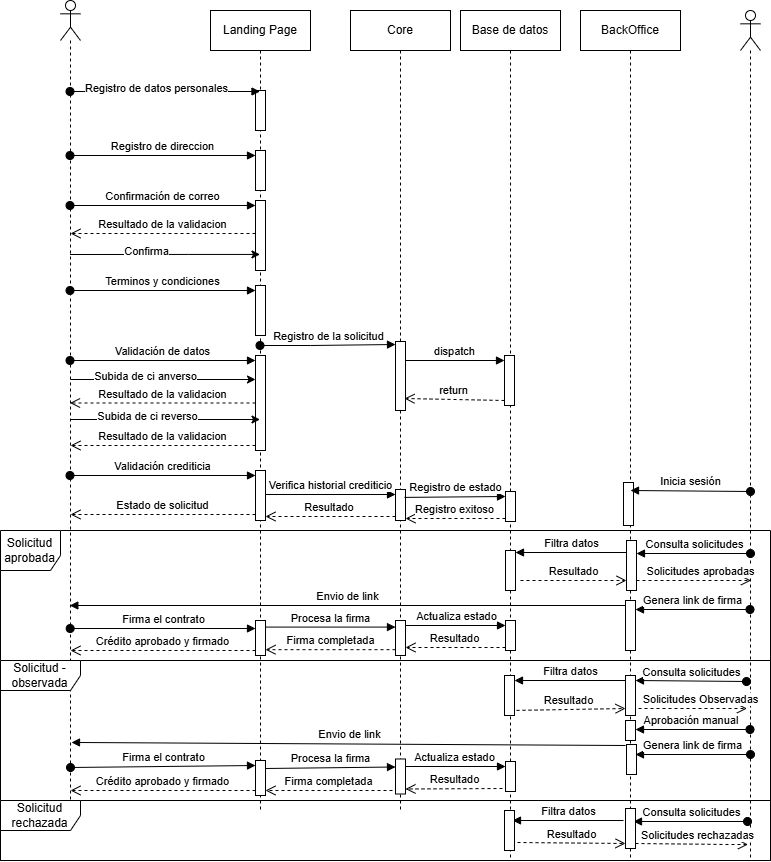 Landing Page
Core
Base de datos
BackOffice
Registro de datos personales
Registro de direccion
Confirmación de correo
Resultado de la validacion
Confirma
Terminos y condiciones
Registro de la solicitud
Validación de datos
dispatch
Subida de ci anverso
Resultado de la validacion
return
Subida de ci reverso
Resultado de la validacion
Validación crediticia
Inicia sesión
Verifica historial crediticio
Registro de estado
Estado de solicitud
Resultado
Registro exitoso
Solicitud
aprobada
Filtra datos
Consulta solicitudes
Resultado
Solicitudes aprobadas
Envio de link
Genera link de firma
Firma el contrato
Procesa la firma
Actualiza estado
Crédito aprobado y firmado
Firma completada
Resultado
Solicitud -
observada
Filtra datos
Consulta solicitudes
Resultado
Solicitudes Observadas
Aprobación manual
Envio de link
Genera link de firma
Firma el contrato
Procesa la firma
Actualiza estado
Crédito aprobado y firmado
Firma completada
Resultado
Solicitud
rechazada
Filtra datos
Consulta solicitudes
Resultado
Solicitudes rechazadas